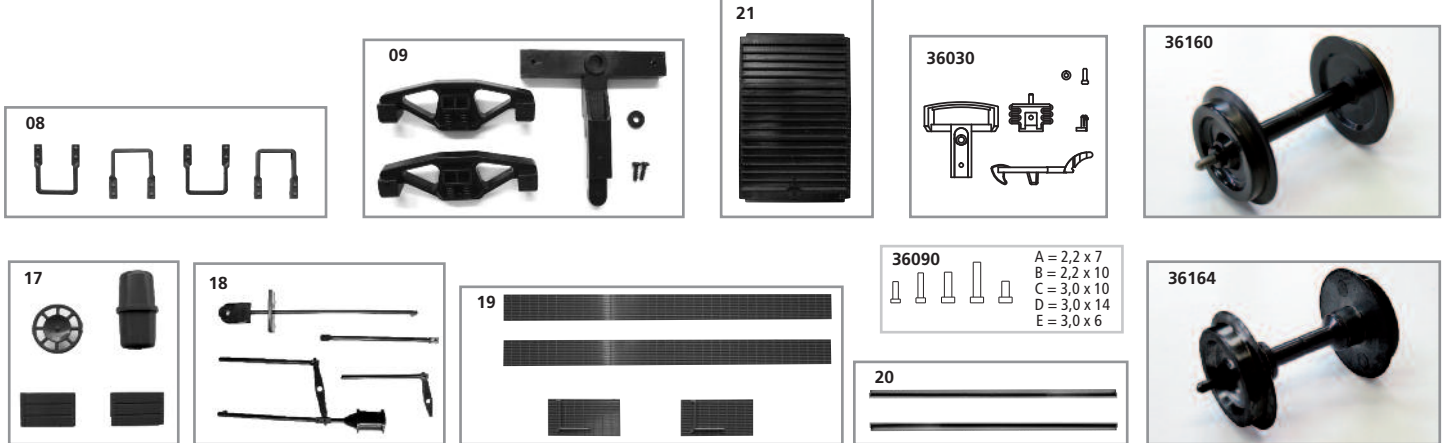 08
09
21
36030
36160
17
18
19
36090
A = 2,2 x 7
B = 2,2 x 10
C = 3,0 x 10
D = 3,0 x 14
E = 3,0 x 6
20
36164